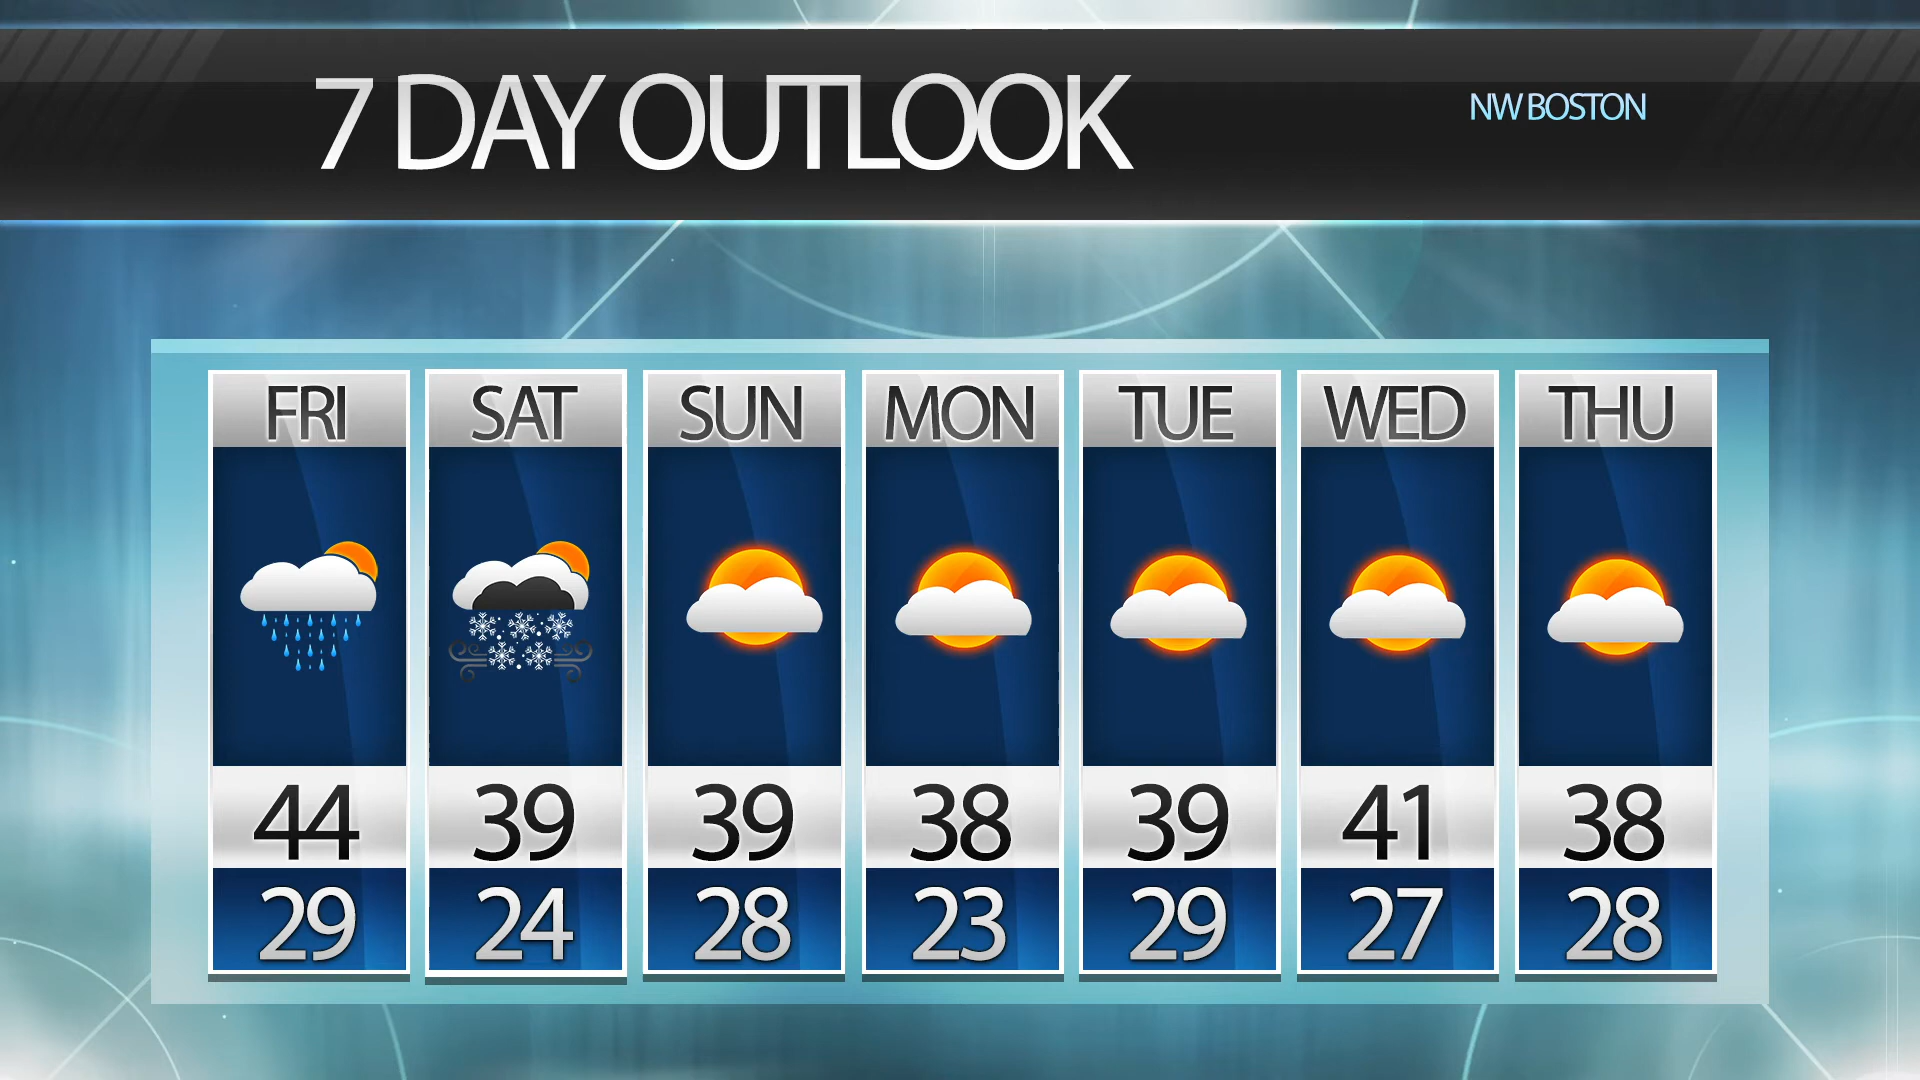 7 DAY OUTLOOK
NW BOSTON
FRI SAT SUN MON TUE WED THU
44 39 39 38 39 41 38
29 24 28 23 29 27 28